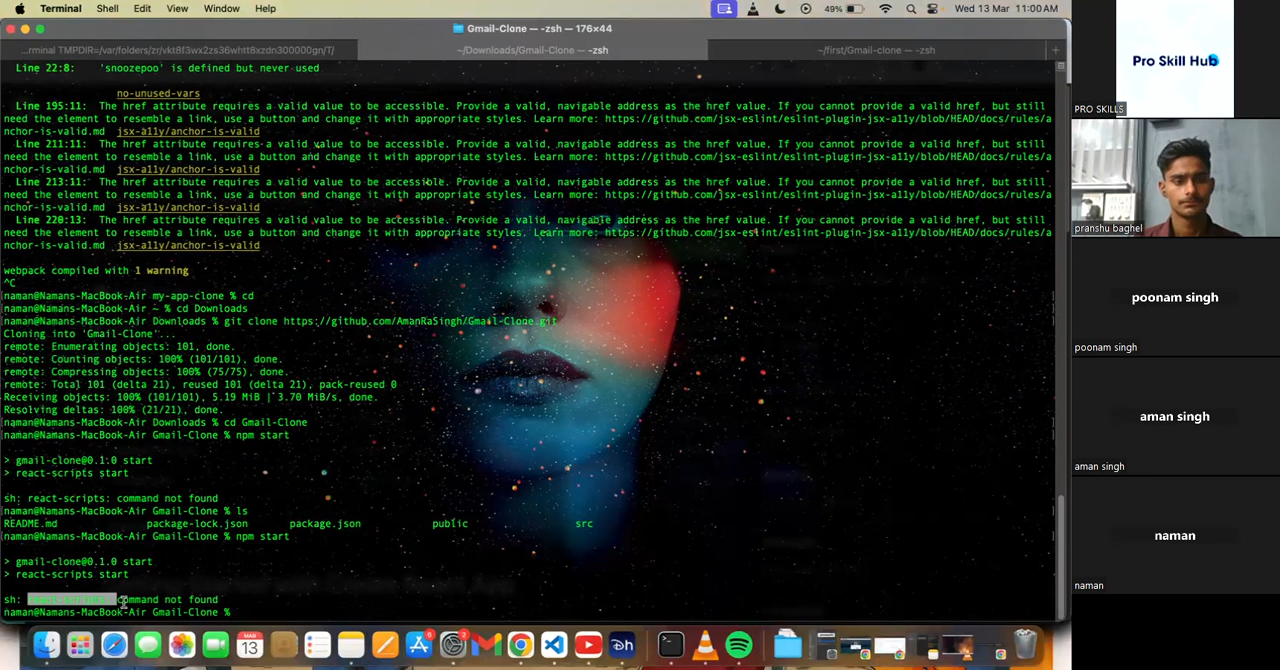 Terminal Shell Edit View Window Help
49% Wed 13 Mar 11:00 AM
Gmail-Clone — -zsh — 176×44
...rminal TMPDIR=/var/folders/zr/vkt8f3wx2zs36whtt8xzdn300000gn/T/
~/Downloads/Gmail-Clone — -zsh
~/first/Gmail-clone — -zsh
Line 22:8: 'snoozepoo' is defined but never used
no-unused-vars
Line 195:11: The href attribute requires a valid value to be accessible. Provide a valid, navigable address as the href value. If you cannot provide a valid href, but still
need the element to resemble a link, use a button and change it with appropriate styles. Learn more: https://github.com/jsx-eslint/eslint-plugin-jsx-a11y/blob/HEAD/docs/rules/a
nchor-is-valid.md jsx-a11y/anchor-is-valid
Line 211:11: The href attribute requires a valid value to be accessible. Provide a valid, navigable address as the href value. If you cannot provide a valid href, but still
need the element to resemble a link, use a button and change it with appropriate styles. Learn more: https://github.com/jsx-eslint/eslint-plugin-jsx-a11y/blob/HEAD/docs/rules/a
nchor-is-valid.md jsx-a11y/anchor-is-valid
Line 213:11: The href attribute requires a valid value to be accessible. Provide a valid, navigable address as the href value. If you cannot provide a valid href, but still
need the element to resemble a link, use a button and change it with appropriate styles. Learn more: https://github.com/jsx-eslint/eslint-plugin-jsx-a11y/blob/HEAD/docs/rules/a
nchor-is-valid.md jsx-a11y/anchor-is-valid
Line 220:13: The href attribute requires a valid value to be accessible. Provide a valid, navigable address as the href value. If you cannot provide a valid href, but still
need the element to resemble a link, use a button and change it with appropriate styles. Learn more: https://github.com/jsx-eslint/eslint-plugin-jsx-a11y/blob/HEAD/docs/rules/a
nchor-is-valid.md jsx-a11y/anchor-is-valid
webpack compiled with 1 warning
^C
naman@Namans-MacBook-Air my-app-clone % cd
naman@Namans-MacBook-Air ~ % cd Downloads
naman@Namans-MacBook-Air Downloads % git clone https://github.com/AmanRaSingh/Gmail-Clone.git
Cloning into 'Gmail-Clone'...
remote: Enumerating objects: 101, done.
remote: Counting objects: 100% (101/101), done.
remote: Compressing objects: 100% (75/75), done.
remote: Total 101 (delta 21), reused 101 (delta 21), pack-reused 0
Receiving objects: 100% (101/101), 5.19 MiB | 3.70 MiB/s, done.
Resolving deltas: 100% (21/21), done.
naman@Namans-MacBook-Air Downloads % cd Gmail-Clone
naman@Namans-MacBook-Air Gmail-Clone % npm start
> gmail-clone@0.1.0 start
> react-scripts start
sh: react-scripts: command not found
naman@Namans-MacBook-Air Gmail-Clone % ls
README.md package-lock.json package.json public src
naman@Namans-MacBook-Air Gmail-Clone % npm start
> gmail-clone@0.1.0 start
> react-scripts start
sh: react-scripts: command not found
naman@Namans-MacBook-Air Gmail-Clone %
MAR
13
Pro Skill Hub
PRO SKILLS
pranshu baghel
poonam singh
poonam singh
aman singh
aman singh
naman
naman